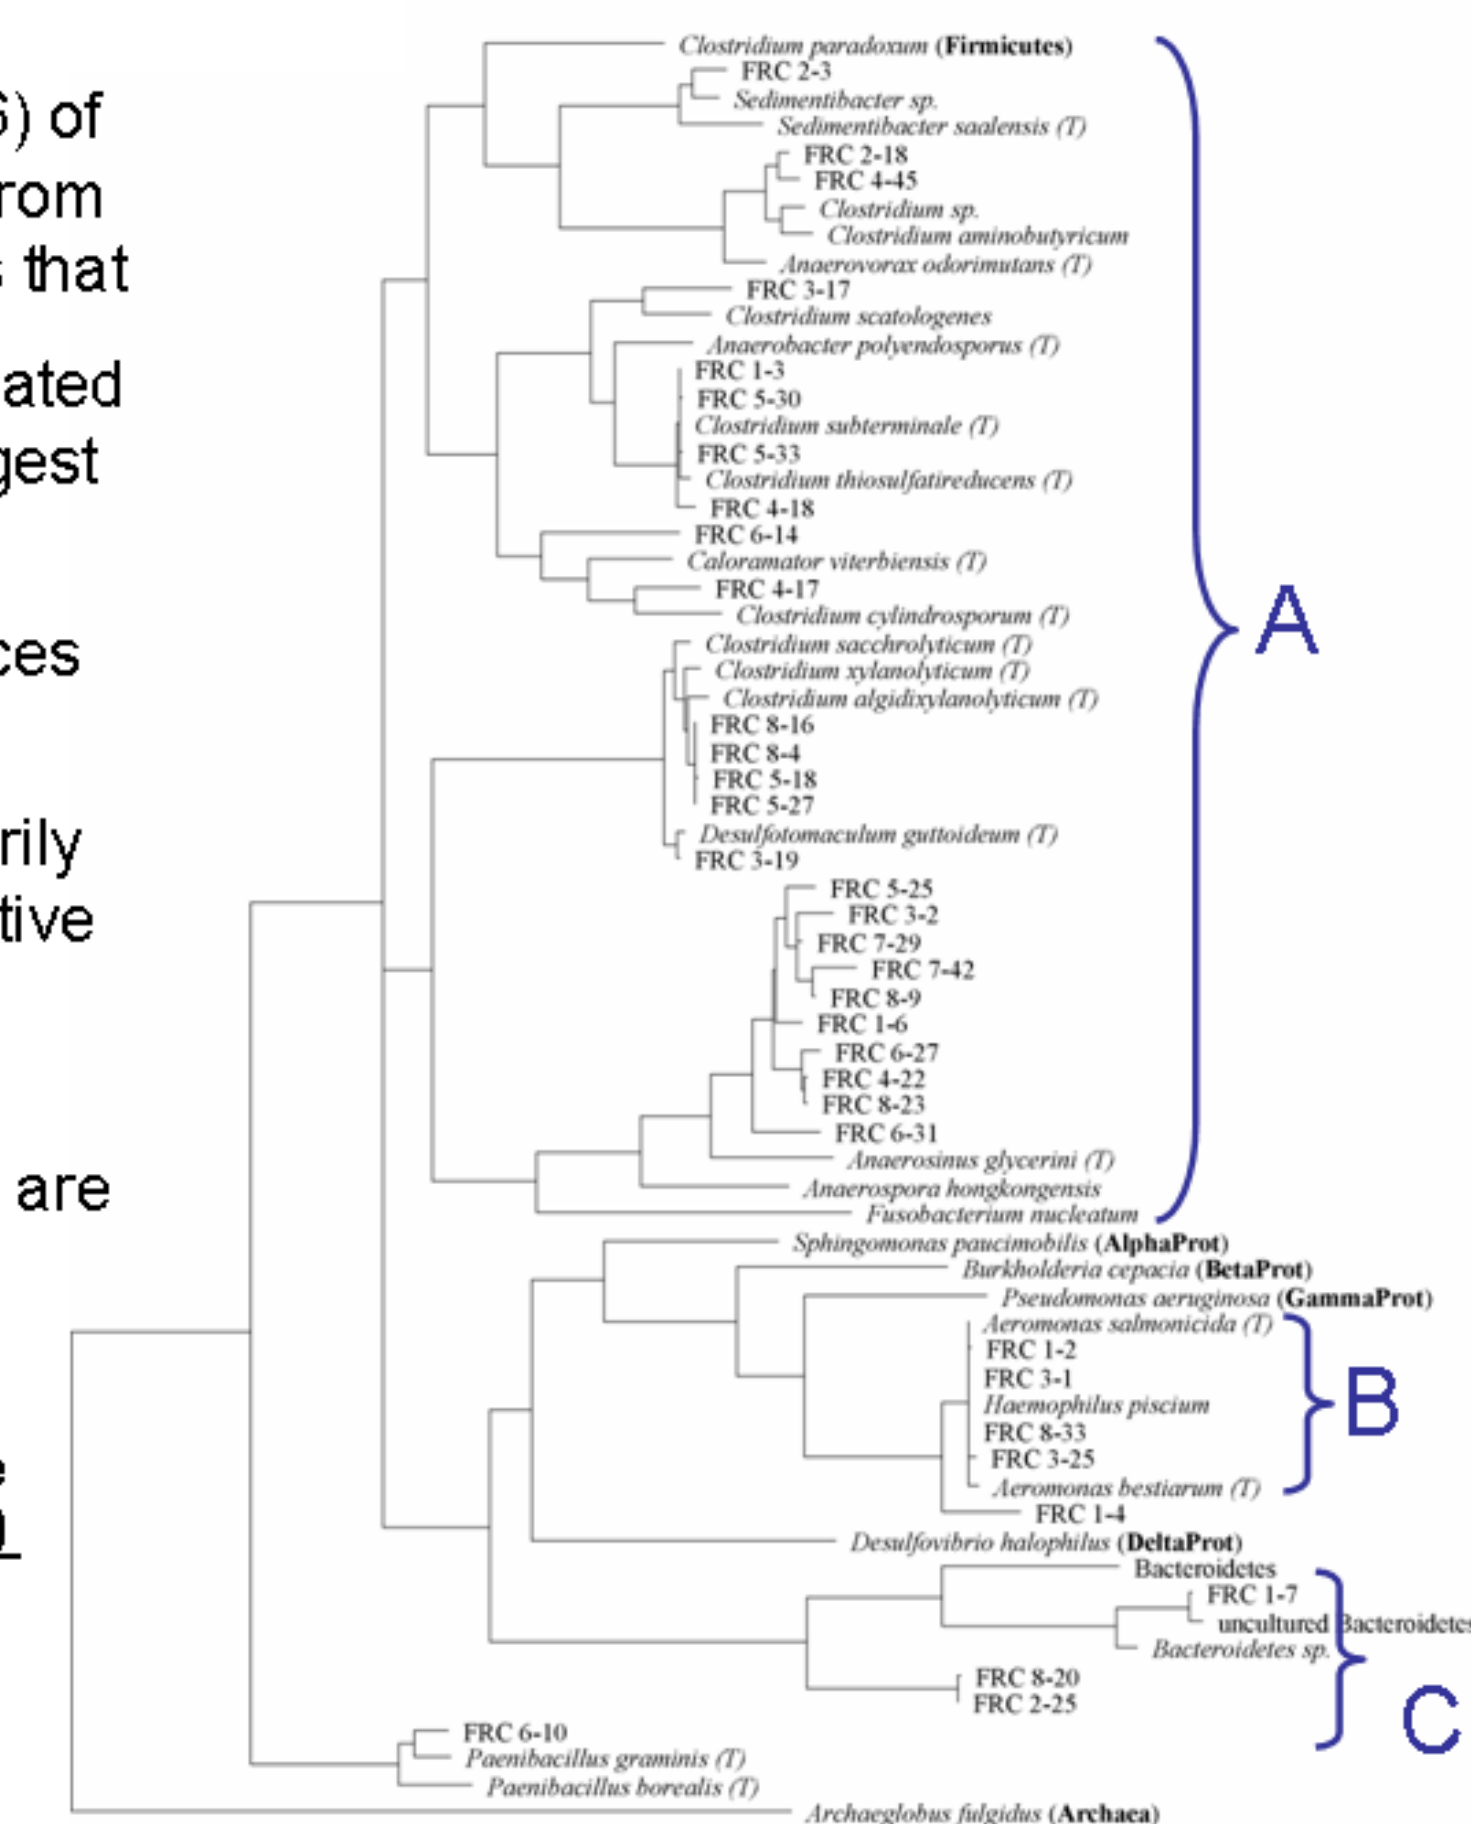 6) of
rom
s that
ated
gest
ces
rily
tive
are
e
Clostridium paradoxum (Firmicutes)
FRC 2-3
Sedimentibacter sp.
Sedimentibacter saalensis (T)
FRC 2-18
FRC 4-45
Clostridium sp.
Clostridium aminobutyricum
Anaerovorax odorimutans (T)
FRC 3-17
Clostridium scatologenes
Anaerobacter polyendosporus (T)
FRC 1-3
FRC 5-30
Clostridium subterminale (T)
FRC 5-33
Clostridium thiosulfatireducens (T)
FRC 4-18
FRC 6-14
Caloramator viterbiensis (T)
FRC 4-17
Clostridium cylindrosporum (T)
Clostridium sacchrolyticum (T)
Clostridium xylanolyticum (T)
Clostridium algidixylanolyticum (T)
FRC 8-16
FRC 8-4
FRC 5-18
FRC 5-27
Desulfotomaculum guttoideum (T)
FRC 3-19
FRC 5-25
FRC 3-2
FRC 7-29
FRC 7-42
FRC 8-9
FRC 1-6
FRC 6-27
FRC 4-22
FRC 8-23
FRC 6-31
Anaerosinus glycerini (T)
Anaerospora hongkongensis
Fusobacterium nucleatum
A
Sphingomonas paucimobilis (AlphaProt)
Burkholderia cepacia (BetaProt)
Pseudomonas aeruginosa (GammaProt)
Aeromonas salmonicida (T)
FRC 1-2
FRC 3-1
Haemophilus piscium
FRC 8-33
FRC 3-25
Aeromonas bestiarum (T)
B
FRC 1-4
Desulfovibrio halophilus (DeltaProt)
Bacteroidetes
FRC 1-7
uncultured Bacteroidetes
Bacteroidetes sp.
FRC 8-20
FRC 2-25
C
FRC 6-10
Paenibacillus graminis (T)
Paenibacillus borealis (T)
Archaeglobus fulgidus (Archaea)